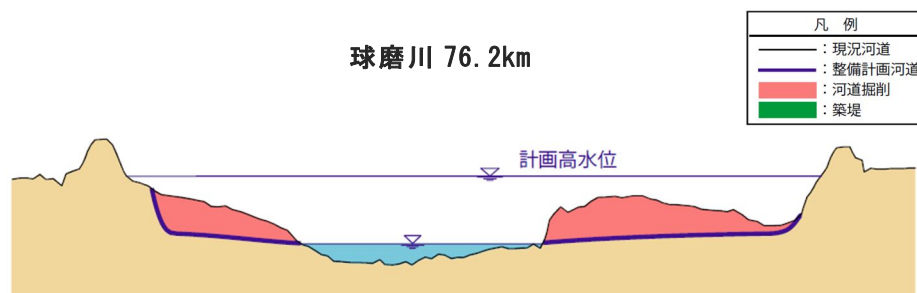 球磨川 76.2km
凡 例
:現況河道
:整備計画河道
:河道掘削
:築堤
計画高水位